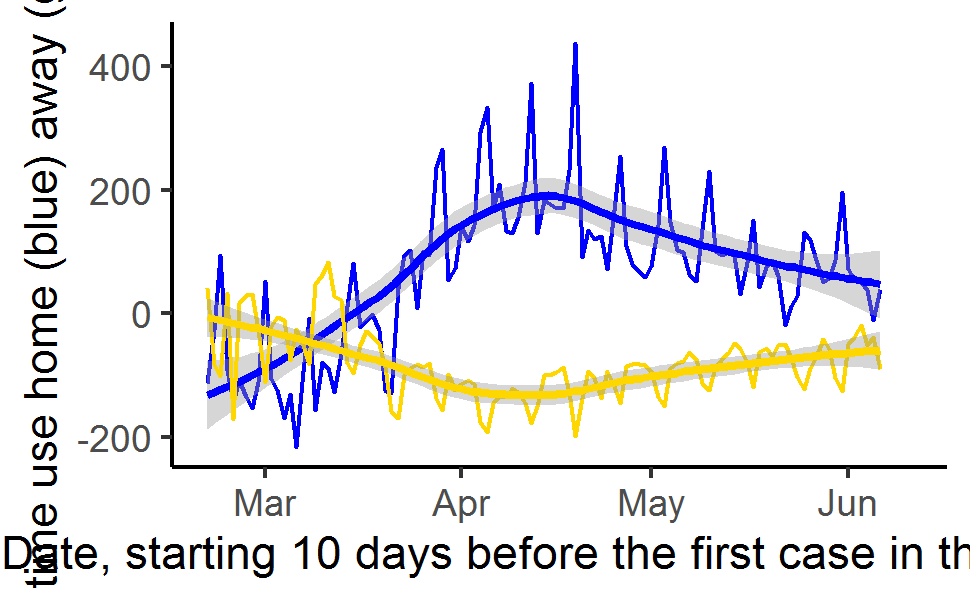 time use home (blue) away (
400
200
0
-200
Mar Apr May Jun
Date, starting 10 days before the first case in th